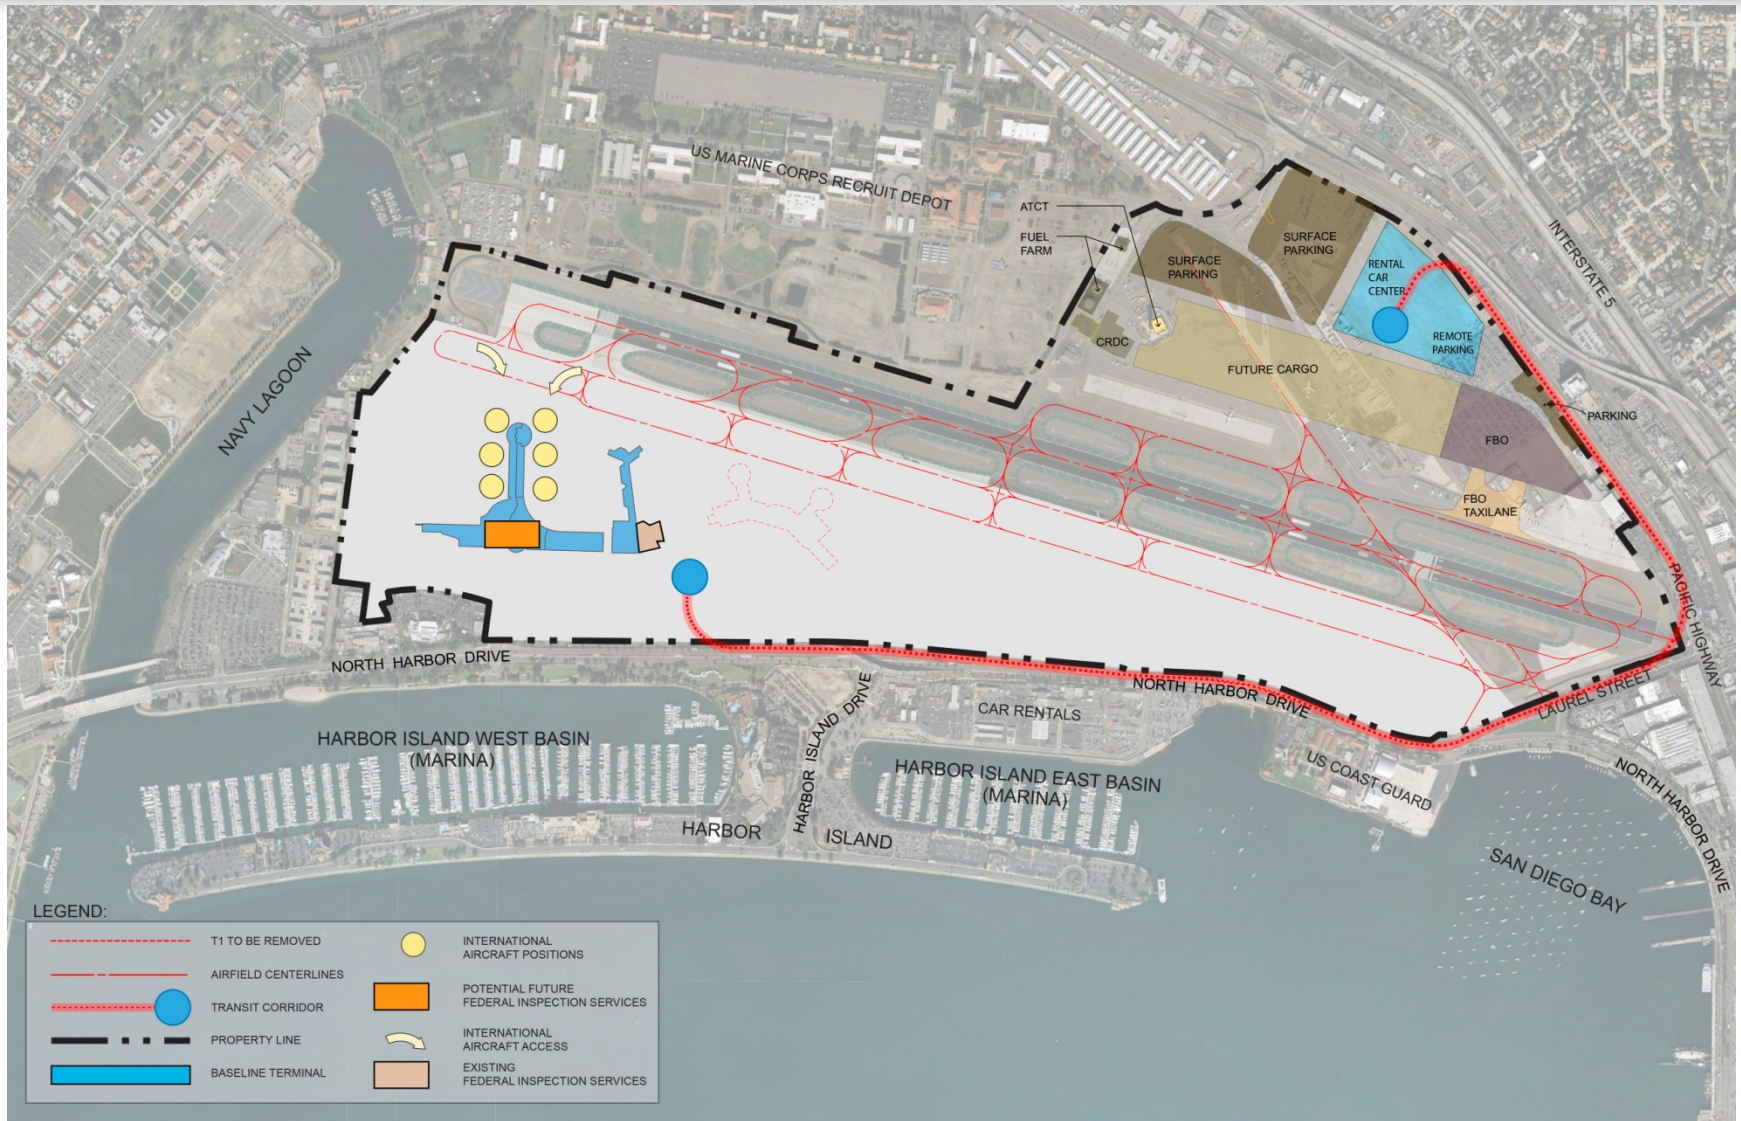 US MARINE CORPS RECRUIT DEPOT
ATCT
FUEL
FARM
SURFACE
PARKING
SURFACE
PARKING
RENTAL
CAR
CENTER
REMOTE
PARKING
INTERSTATE 5
CRDC
FUTURE CARGO
PARKING
FBO
FBO
TAXILANE
NAVY LAGOON
PACIFIC HIGHWAY
LAUREL STREET
NORTH HARBOR DRIVE
NORTH HARBOR DRIVE
CAR RENTALS
HARBOR ISLAND DRIVE
HARBOR ISLAND WEST BASIN
(MARINA)
HARBOR ISLAND EAST BASIN
(MARINA)
US COAST GUARD
NORTH HARBOR DRIVE
HARBOR ISLAND
SAN DIEGO BAY
LEGEND:
T1 TO BE REMOVED
AIRFIELD CENTERLINES
TRANSIT CORRIDOR
PROPERTY LINE
BASELINE TERMINAL
INTERNATIONAL
AIRCRAFT POSITIONS
POTENTIAL FUTURE
FEDERAL INSPECTION SERVICES
INTERNATIONAL
AIRCRAFT ACCESS
EXISTING
FEDERAL INSPECTION SERVICES